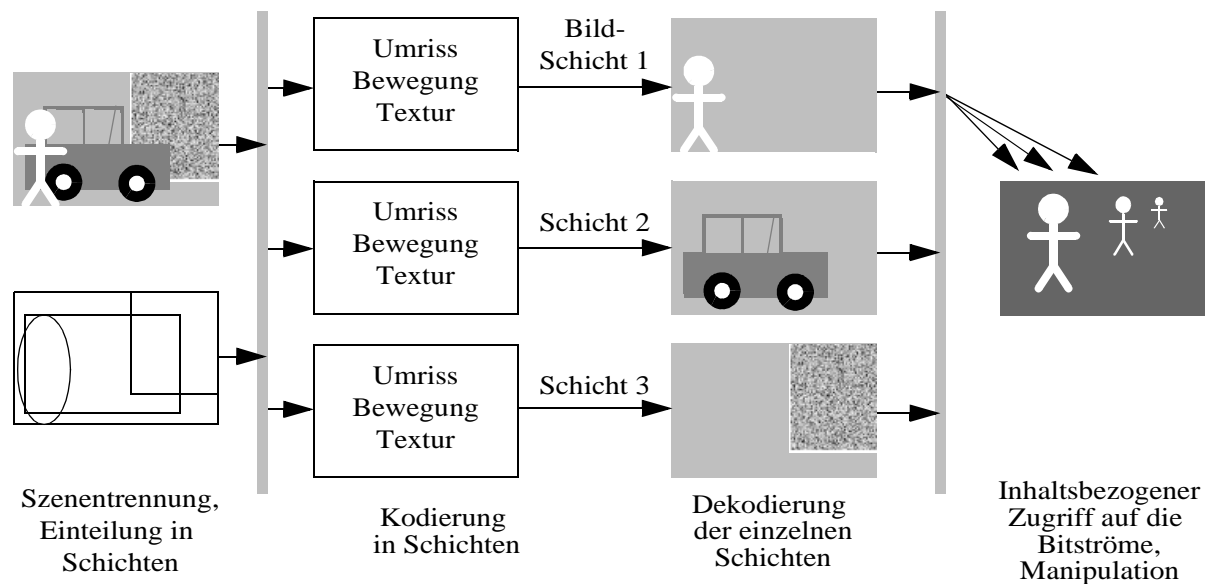 Umriss
Bewegung
Textur
Bild-
Schicht 1
Umriss
Bewegung
Textur
Schicht 2
Umriss
Bewegung
Textur
Schicht 3
Szenentrennung,
Einteilung in
Schichten
Kodierung
in Schichten
Dekodierung
der einzelnen
Schichten
Inhaltsbezogener
Zugriff auf die
Bitströme,
Manipulation